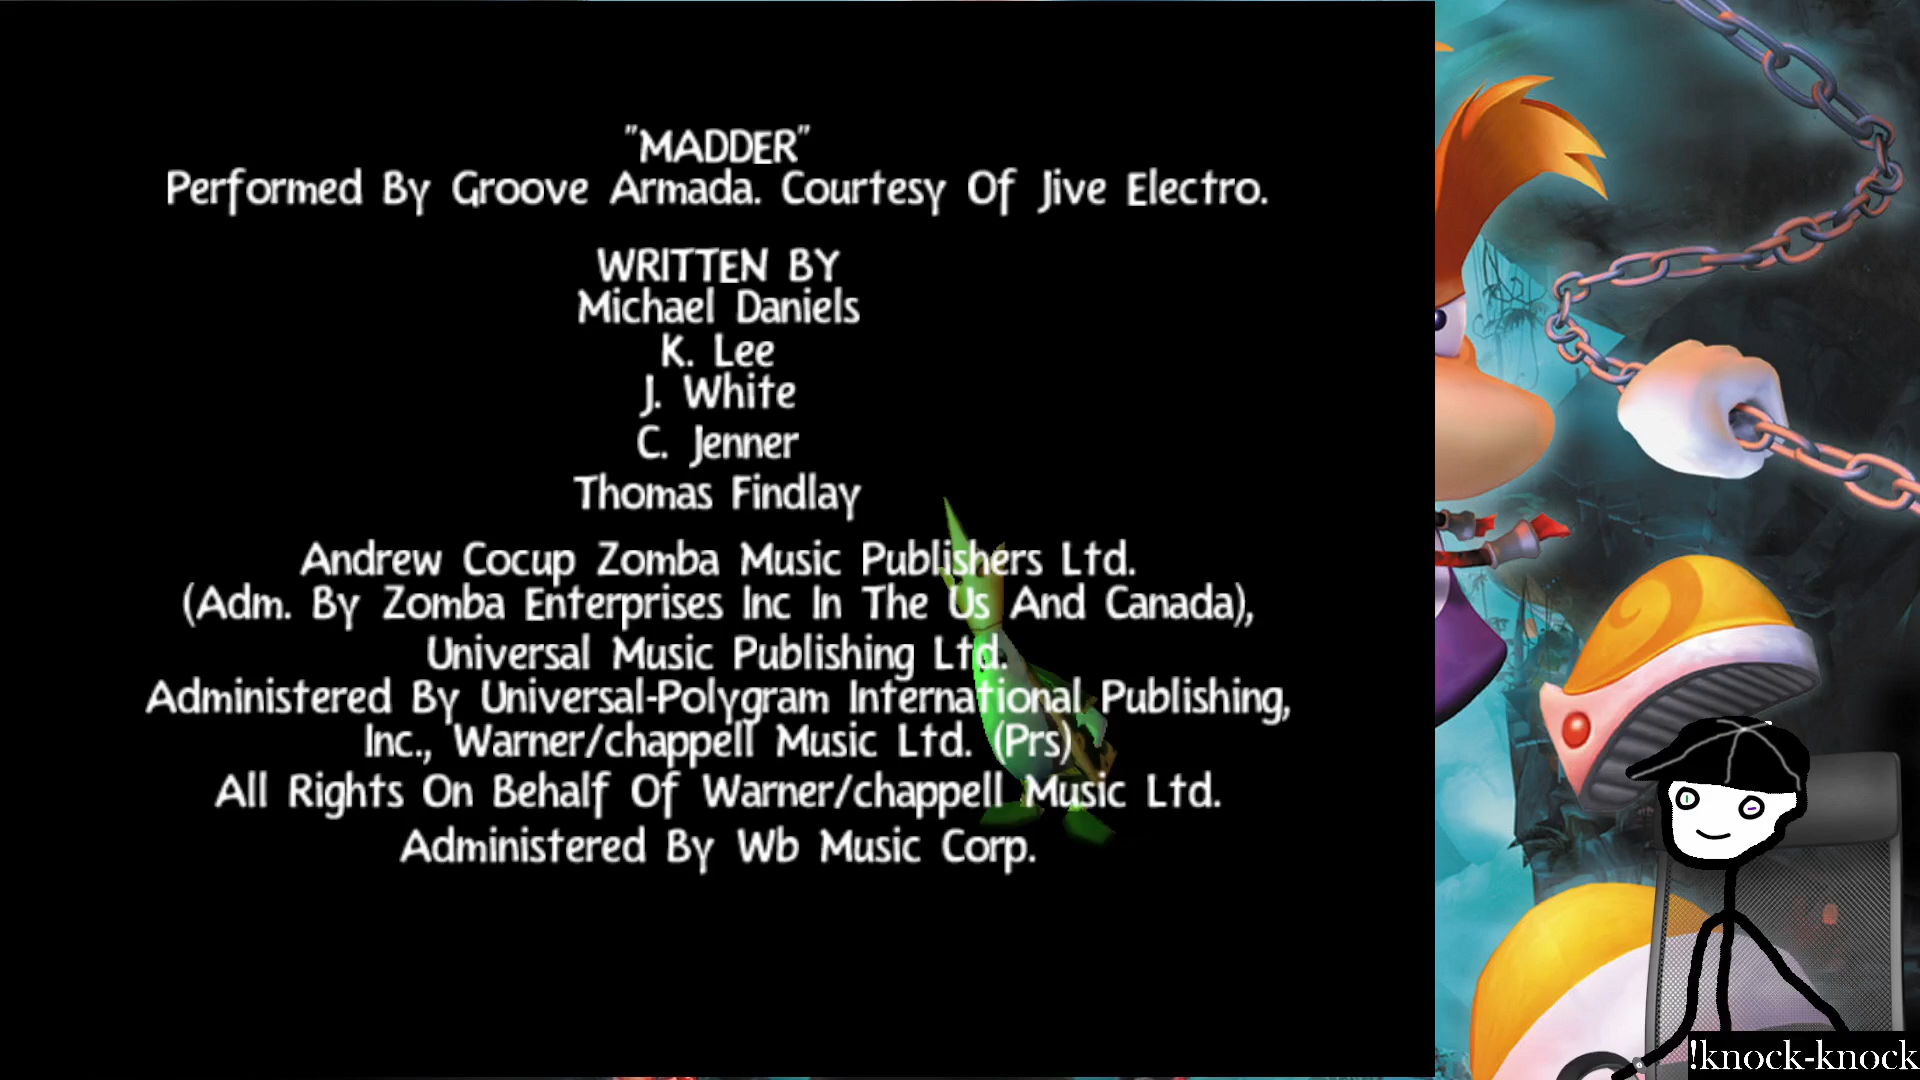 "MADDER"
Performed By Groove Armada. Courtesy Of Jive Electro.
WRITTEN BY
Michael Daniels
K. Lee
J. White
C. Jenner
Thomas Findlay
Andrew Cocup Zomba Music Publishers Ltd.
(Adm. By Zomba Enterprises Inc In The Us And Canada),
Universal Music Publishing Ltd.
Administered By Universal-Polygram International Publishing,
Inc., Warner/chappell Music Ltd. (Prs)
All Rights On Behalf Of Warner/chappell Music Ltd.
Administered By Wb Music Corp.
!knock-knock